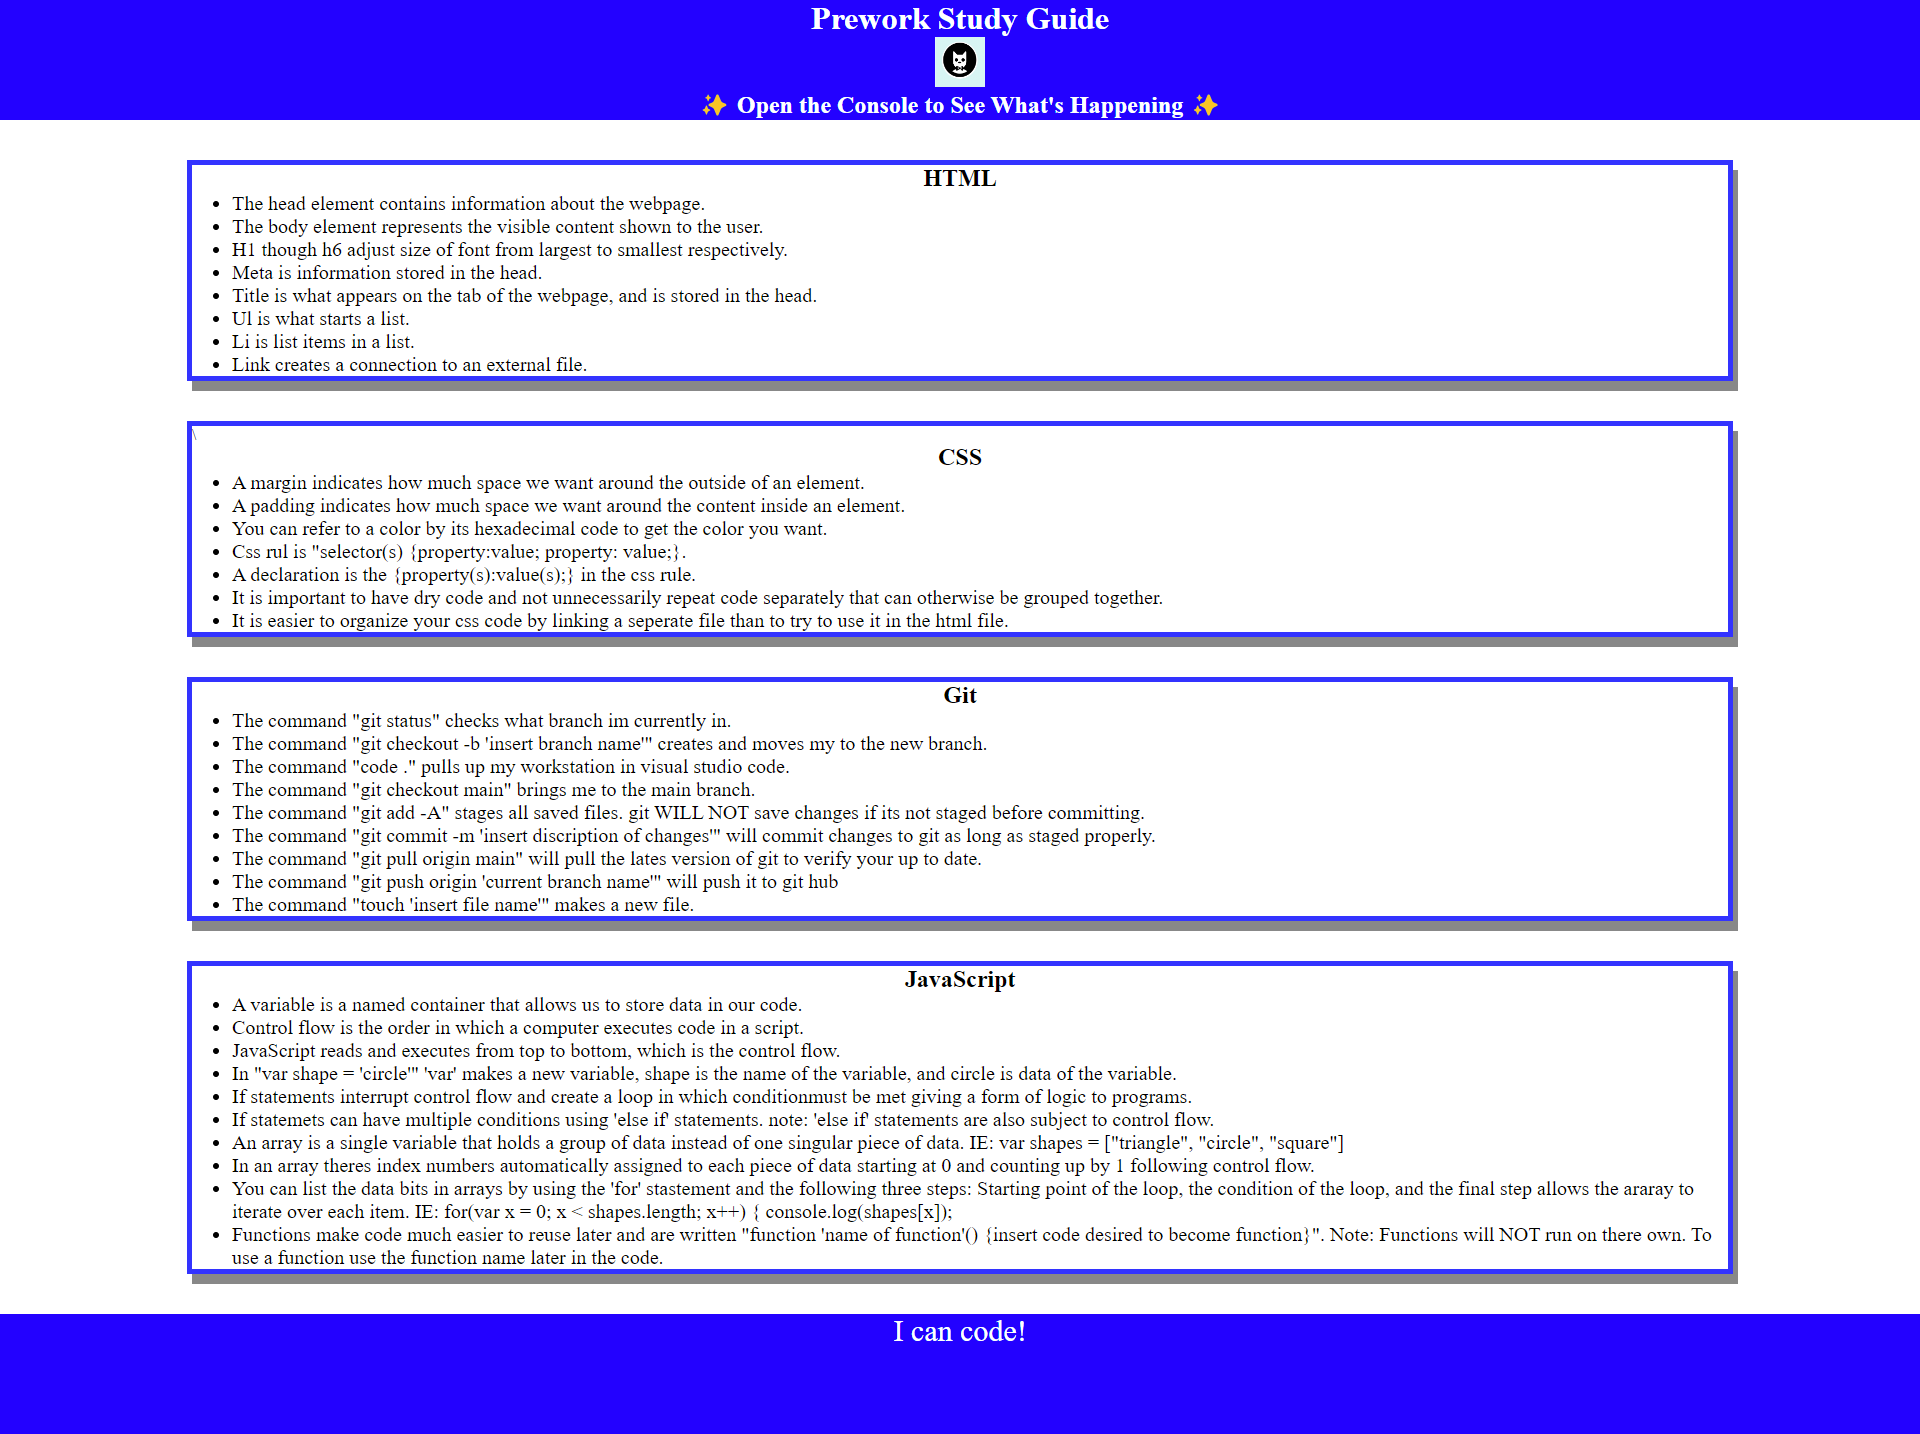 Prework Study Guide
✨ Open the Console to See What's Happening ✨
HTML
• The head element contains information about the webpage.
• The body element represents the visible content shown to the user.
• H1 though h6 adjust size of font from largest to smallest respectively.
• Meta is information stored in the head.
• Title is what appears on the tab of the webpage, and is stored in the head.
• Ul is what starts a list.
• Li is list items in a list.
• Link creates a connection to an external file.
\
CSS
• A margin indicates how much space we want around the outside of an element.
• A padding indicates how much space we want around the content inside an element.
• You can refer to a color by its hexadecimal code to get the color you want.
• Css rul is "selector(s) {property:value; property: value;}.
• A declaration is the {property(s):value(s);} in the css rule.
• It is important to have dry code and not unnecessarily repeat code separately that can otherwise be grouped together.
• It is easier to organize your css code by linking a seperate file than to try to use it in the html file.
Git
• The command "git status" checks what branch im currently in.
• The command "git checkout -b 'insert branch name'" creates and moves my to the new branch.
• The command "code ." pulls up my workstation in visual studio code.
• The command "git checkout main" brings me to the main branch.
• The command "git add -A" stages all saved files. git WILL NOT save changes if its not staged before committing.
• The command "git commit -m 'insert discription of changes'" will commit changes to git as long as staged properly.
• The command "git pull origin main" will pull the lates version of git to verify your up to date.
• The command "git push origin 'current branch name'" will push it to git hub
• The command "touch 'insert file name'" makes a new file.
JavaScript
• A variable is a named container that allows us to store data in our code.
• Control flow is the order in which a computer executes code in a script.
• JavaScript reads and executes from top to bottom, which is the control flow.
• In "var shape = 'circle'" 'var' makes a new variable, shape is the name of the variable, and circle is data of the variable.
• If statements interrupt control flow and create a loop in which conditionmust be met giving a form of logic to programs.
• If statemets can have multiple conditions using 'else if' statements. note: 'else if' statements are also subject to control flow.
• An array is a single variable that holds a group of data instead of one singular piece of data. IE: var shapes = ["triangle", "circle", "square"]
• In an array theres index numbers automatically assigned to each piece of data starting at 0 and counting up by 1 following control flow.
• You can list the data bits in arrays by using the 'for' stastement and the following three steps: Starting point of the loop, the condition of the loop, and the final step allows the araray to
iterate over each item. IE: for(var x = 0; x < shapes.length; x++) { console.log(shapes[x]);
• Functions make code much easier to reuse later and are written "function 'name of function'() {insert code desired to become function}". Note: Functions will NOT run on there own. To
use a function use the function name later in the code.
I can code!